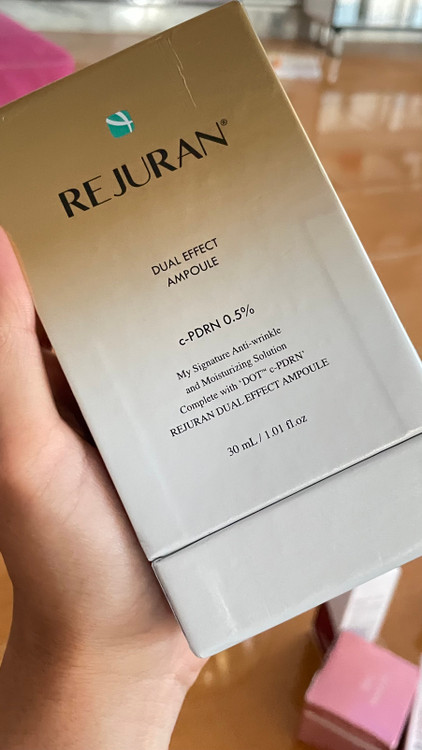 REJURAN®
DUAL EFFECT
AMPOULE
c-PDRN 0.5%
My Signature Anti-wrinkle
and Moisturizing Solution
Complete with "DOT™ c-PDRN"
REJURAN DUAL EFFECT AMPOULE
30 mL / 1.01 fl.oz